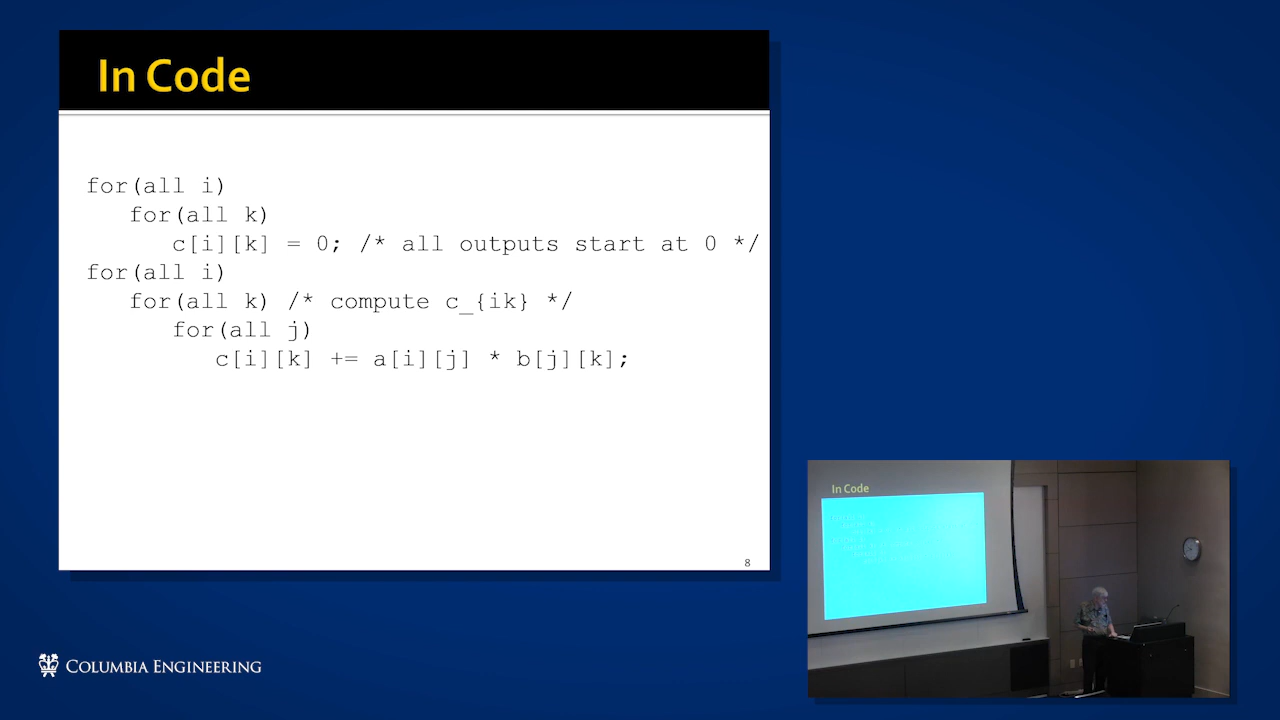 In Code
for(all i)
for(all k)
c[i][k] = 0; /* all outputs start at 0 */
for(all i)
for(all k) /* compute c_{ik} */
for(all j)
c[i][k] += a[i][j] * b[j][k];
8
COLUMBIA ENGINEERING
In Code